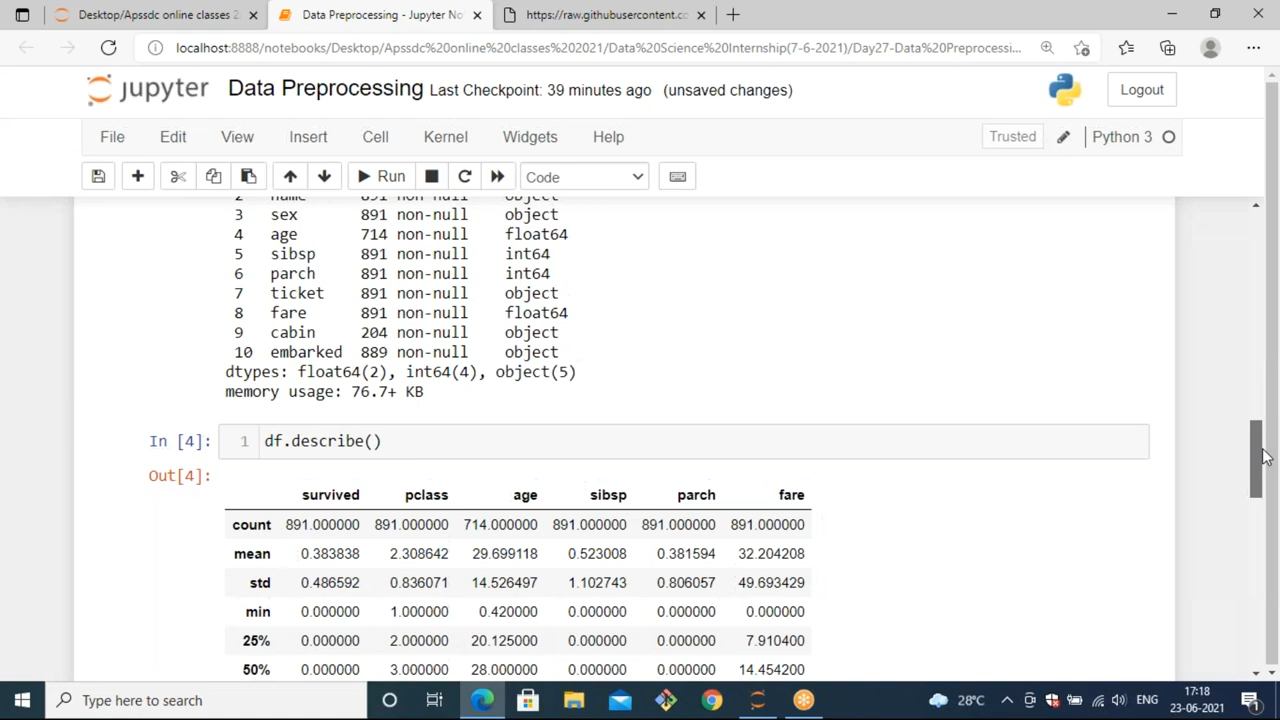 Desktop/Apssdc online classes 2
Data Preprocessing - Jupyter No
https://raw.githubusercontent.co
localhost:8888/notebooks/Desktop/Apssdc%20online%20classes%202021/Data%20Science%20Internship(7-6-2021)/Day27-Data%20Preprocessi...
jupyter Data Preprocessing Last Checkpoint: 39 minutes ago (unsaved changes) Logout
File Edit View Insert Cell Kernel Widgets Help Trusted Python 3
Run Code
2 name 891 non-null object
3 sex 891 non-null object
4 age 714 non-null float64
5 sibsp 891 non-null int64
6 parch 891 non-null int64
7 ticket 891 non-null object
8 fare 891 non-null float64
9 cabin 204 non-null object
10 embarked 889 non-null object
dtypes: float64(2), int64(4), object(5)
memory usage: 76.7+ KB
In [4]: 1 df.describe()
Out[4]:
survived pclass age sibsp parch fare
count 891.000000 891.000000 714.000000 891.000000 891.000000 891.000000
mean 0.383838 2.308642 29.699118 0.523008 0.381594 32.204208
std 0.486592 0.836071 14.526497 1.102743 0.806057 49.693429
min 0.000000 1.000000 0.420000 0.000000 0.000000 0.000000
25% 0.000000 2.000000 20.125000 0.000000 0.000000 7.910400
50% 0.000000 3.000000 28.000000 0.000000 0.000000 14.454200
Type here to search
28°C
ENG
17:18
23-06-2021
1